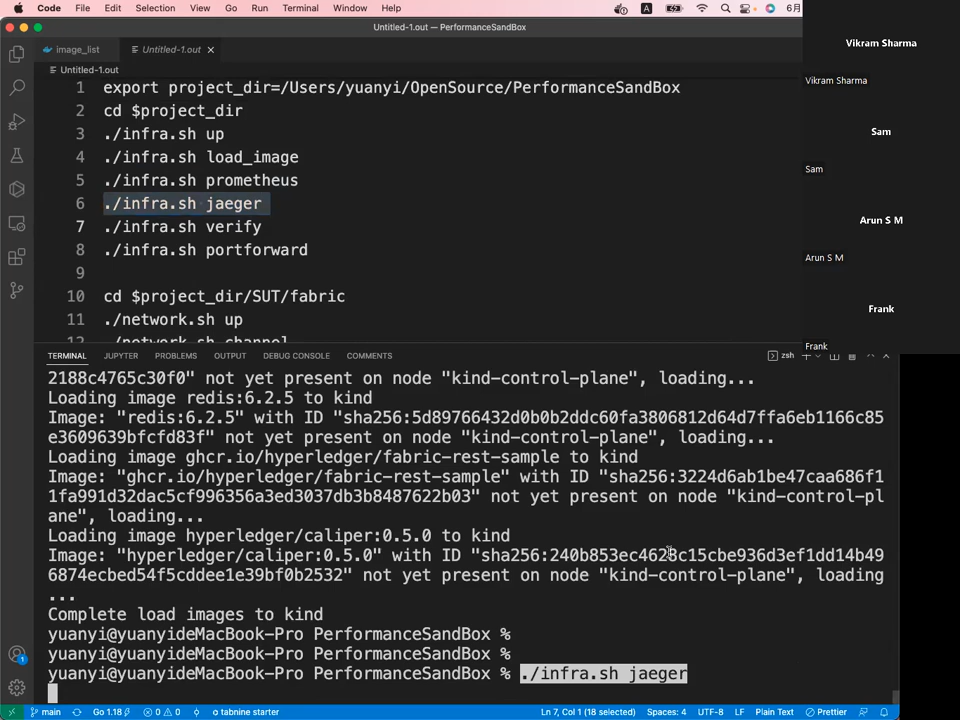 Code File Edit Selection View Go Run Terminal Window Help A 6月
Untitled-1.out — PerformanceSandBox
image_list Untitled-1.out
Untitled-1.out
1 export project_dir=/Users/yuanyi/OpenSource/PerformanceSandBox
2 cd $project_dir
3 ./infra.sh up
4 ./infra.sh load_image
5 ./infra.sh prometheus
6 ./infra.sh jaeger
7 ./infra.sh verify
8 ./infra.sh portforward
9
10 cd $project_dir/SUT/fabric
11 ./network.sh up
12 ./network.sh channel
Vikram Sharma
Vikram Sharma
Sam
Sam
Arun S M
Arun S M
Frank
Frank
TERMINAL JUPYTER PROBLEMS OUTPUT DEBUG CONSOLE COMMENTS zsh
2188c4765c30f0" not yet present on node "kind-control-plane", loading...
Loading image redis:6.2.5 to kind
Image: "redis:6.2.5" with ID "sha256:5d89766432d0b0b2ddc60fa3806812d64d7ffa6eb1166c85
e3609639bfcfd83f" not yet present on node "kind-control-plane", loading...
Loading image ghcr.io/hyperledger/fabric-rest-sample to kind
Image: "ghcr.io/hyperledger/fabric-rest-sample" with ID "sha256:3224d6ab1be47caa686f1
1fa991d32dac5cf996356a3ed3037db3b8487622b03" not yet present on node "kind-control-pl
ane", loading...
Loading image hyperledger/caliper:0.5.0 to kind
Image: "hyperledger/caliper:0.5.0" with ID "sha256:240b853ec4628c15cbe936d3ef1dd14b49
6874ecbed54f5cddee1e39bf0b2532" not yet present on node "kind-control-plane", loading
...
Complete load images to kind
yuanyi@yuanyideMacBook-Pro PerformanceSandBox %
yuanyi@yuanyideMacBook-Pro PerformanceSandBox %
yuanyi@yuanyideMacBook-Pro PerformanceSandBox % ./infra.sh jaeger
1 main Go 1.18 0 0 tabnine starter Ln 7, Col 1 (18 selected) Spaces: 4 UTF-8 LF Plain Text Prettier